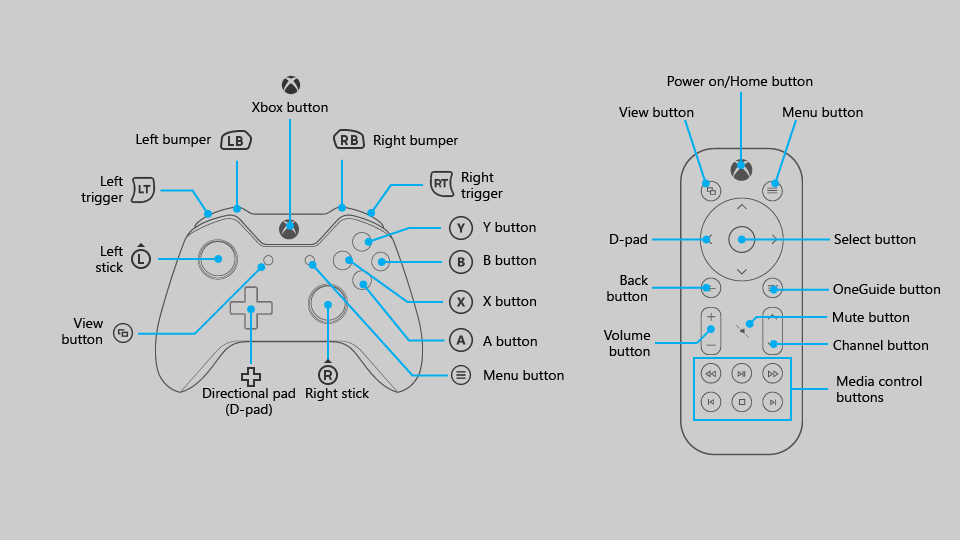 Xbox button
Left bumper
LB
RB
Right bumper
Left
trigger
LT
RT
Right
trigger
Y
Y button
Left
stick
L
B
B button
X
X button
View
button
A
A button
Menu button
R
Directional pad
(D-pad)
Right stick
Power on/Home button
View button
Menu button
D-pad
Select button
Back
button
OneGuide button
Mute button
Volume
button
+
−
Channel button
Media control
buttons